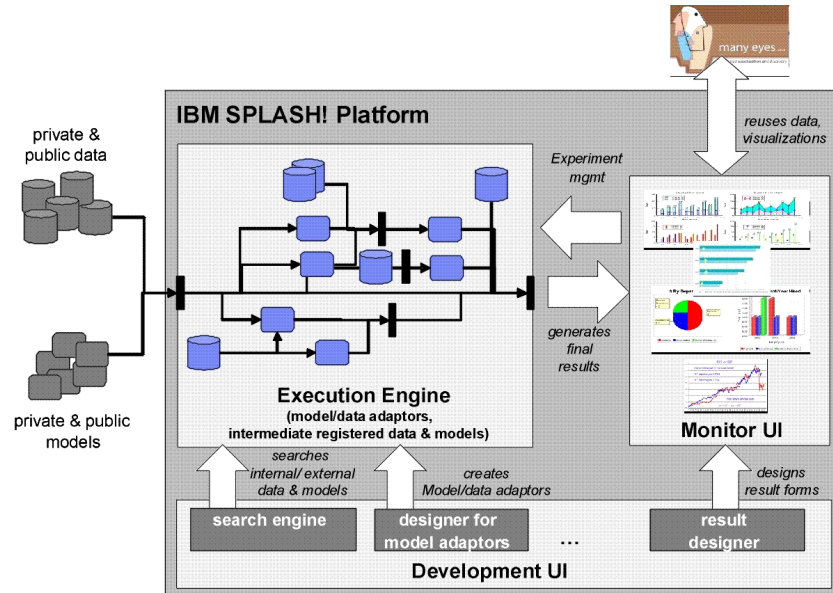 many eyes
IBM SPLASH! Platform
private &
public data
reuses data,
visualizations
Experiment
mgmt
generates
final
results
private & public
models
Execution Engine
(model/data adaptors,
intermediate registered data & models)
Monitor UI
searches
internal/ external
data & models
creates
Model/data adaptors
designs
result forms
search engine
designer for
model adaptors
...
result
designer
Development UI